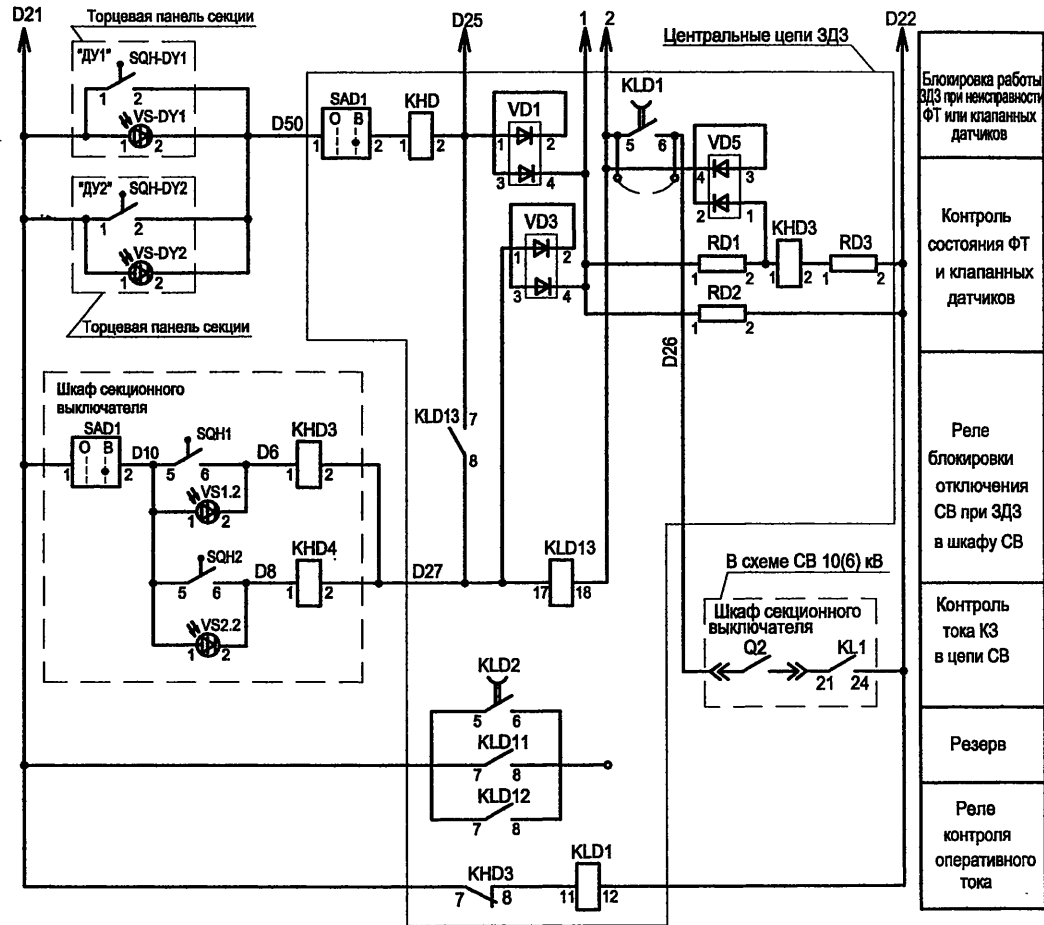 D21
Торцевая панель секции
D25
1 2
D22
Центральные цепи ЗДЗ
"ДУ1" SQH-DY1
1 2
VS-DY1
1 2
D50
SAD1
O B
1 2
KHD
1 2
VD1
1 2
3 4
KLD1
5 6
VD5
4 3
2 1
"ДУ2" SQH-DY2
1 2
VS-DY2
1 2
Торцевая панель секции
VD3
1 2
3 4
RD1
1 2
KHD3
1 2
RD3
1 2
RD2
1 2
D26
Шкаф секционного
выключателя
SAD1
O B
1 2
D10
SQH1
5 6
D6
KHD3
1 2
VS1.2
1 2
SQH2
5 6
D8
KHD4
1 2
VS2.2
1 2
D27
KLD13
7
8
KLD13
17 18
В схеме СВ 10(6) кВ
Шкаф секционного
выключателя
Q2
KL1
21 24
KLD2
5 6
KLD11
7 8
KLD12
7 8
KHD3
7 8
KLD1
11 12
Блокировка работы
ЗДЗ при неисправности
ФТ или клапанных
датчиков
Контроль
состояния ФТ
и клапанных
датчиков
Реле
блокировки
отключения
СВ при ЗДЗ
в шкафу СВ
Контроль
тока КЗ
в цепи СВ
Резерв
Реле
контроля
оперативного
тока